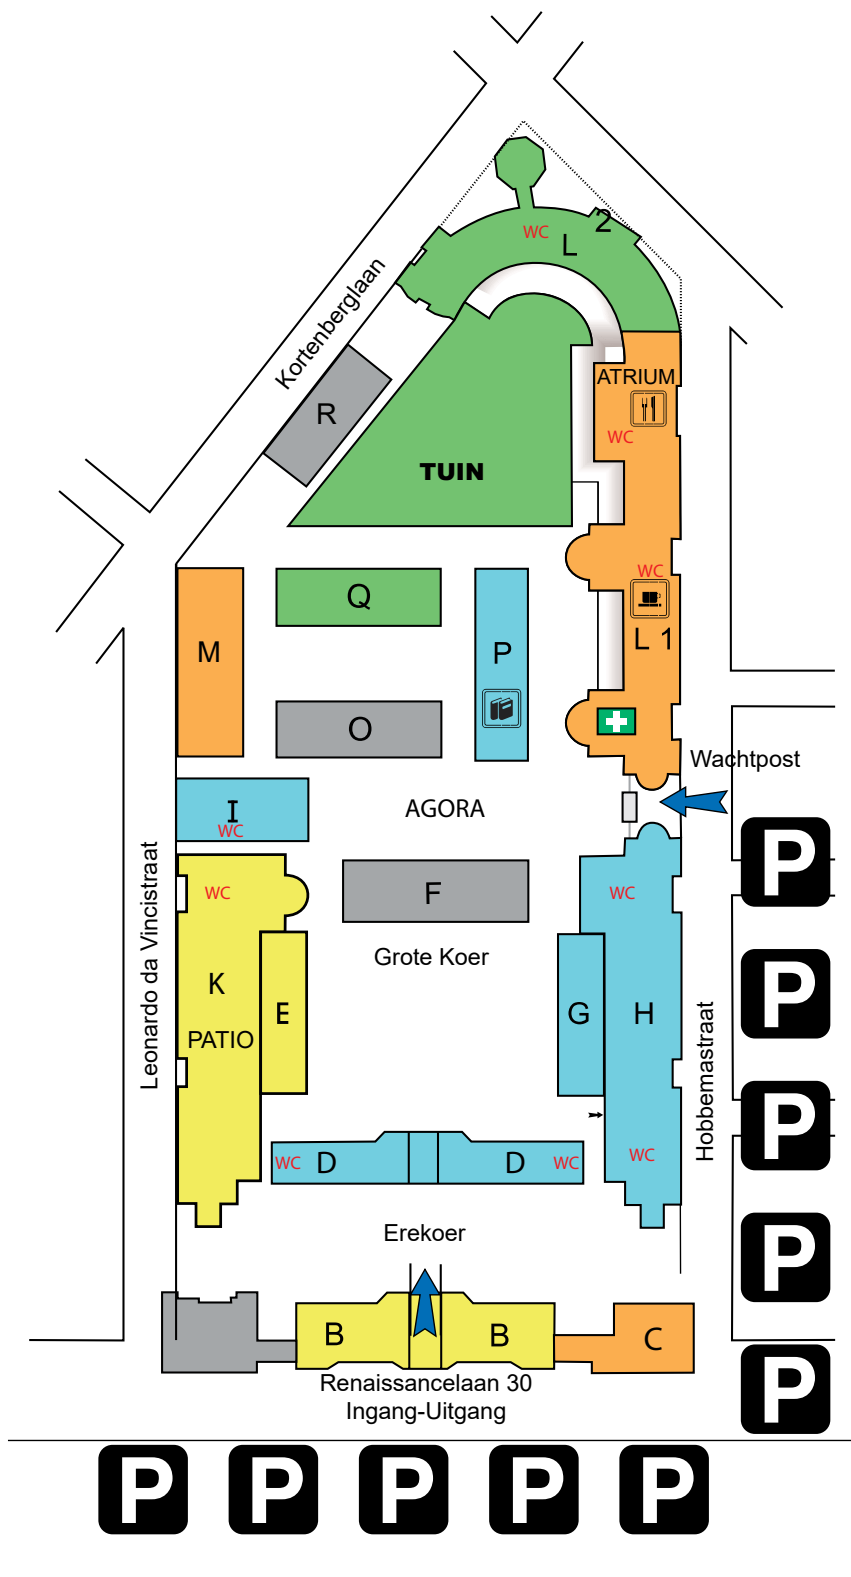 2
WC
L
Kortenberglaan
ATRIUM
R
WC
TUIN
WC
Q
L 1
M
P
O
Wachtpost
AGORA
I
WC
P
F
WC
WC
Grote Koer
K
E
G
H
P
PATIO
Leonardo da Vincistraat
Hobbemastraat
P
WC
D
D
WC
WC
Erekoer
P
B
B
C
Renaissancelaan 30
Ingang-Uitgang
P
P
P
P
P
P